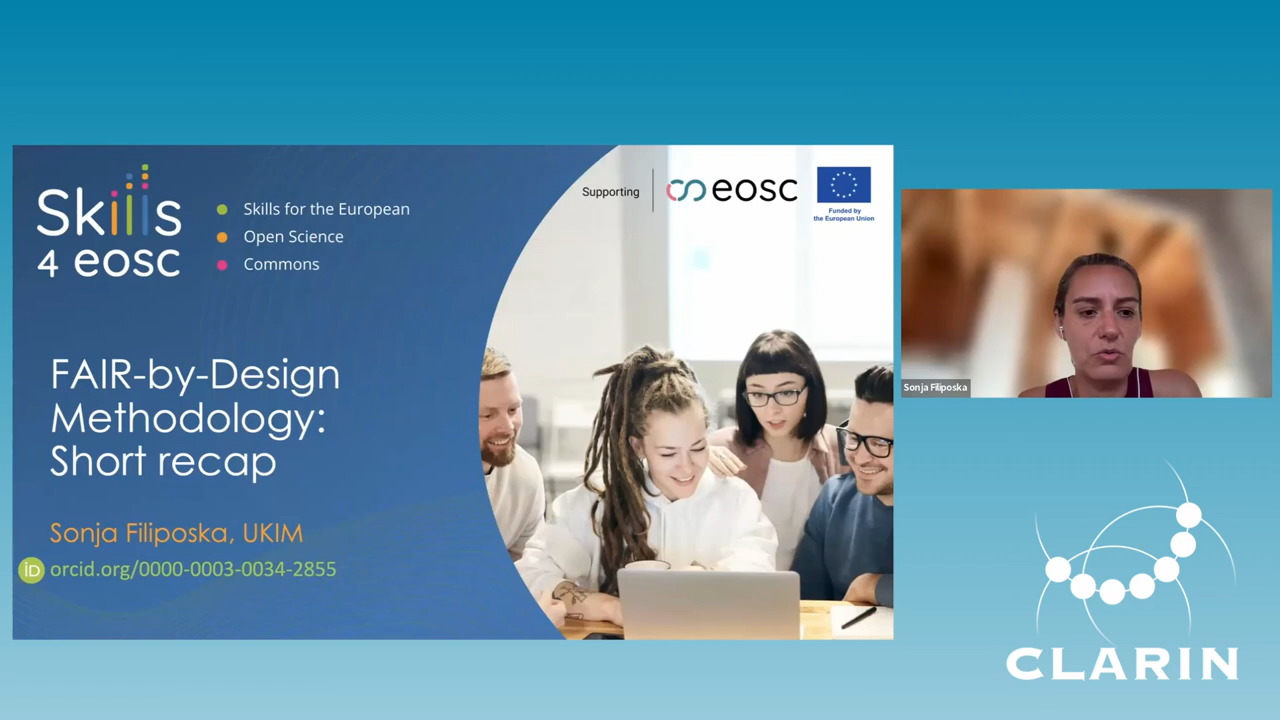 Skills
4 eosc
Skills for the European
Open Science
Commons
Supporting
eosc
Funded by
the European Union
FAIR-by-Design
Methodology:
Short recap
Sonja Filiposka, UKIM
iD orcid.org/0000-0003-0034-2855
Sonja Filiposka
CLARIN